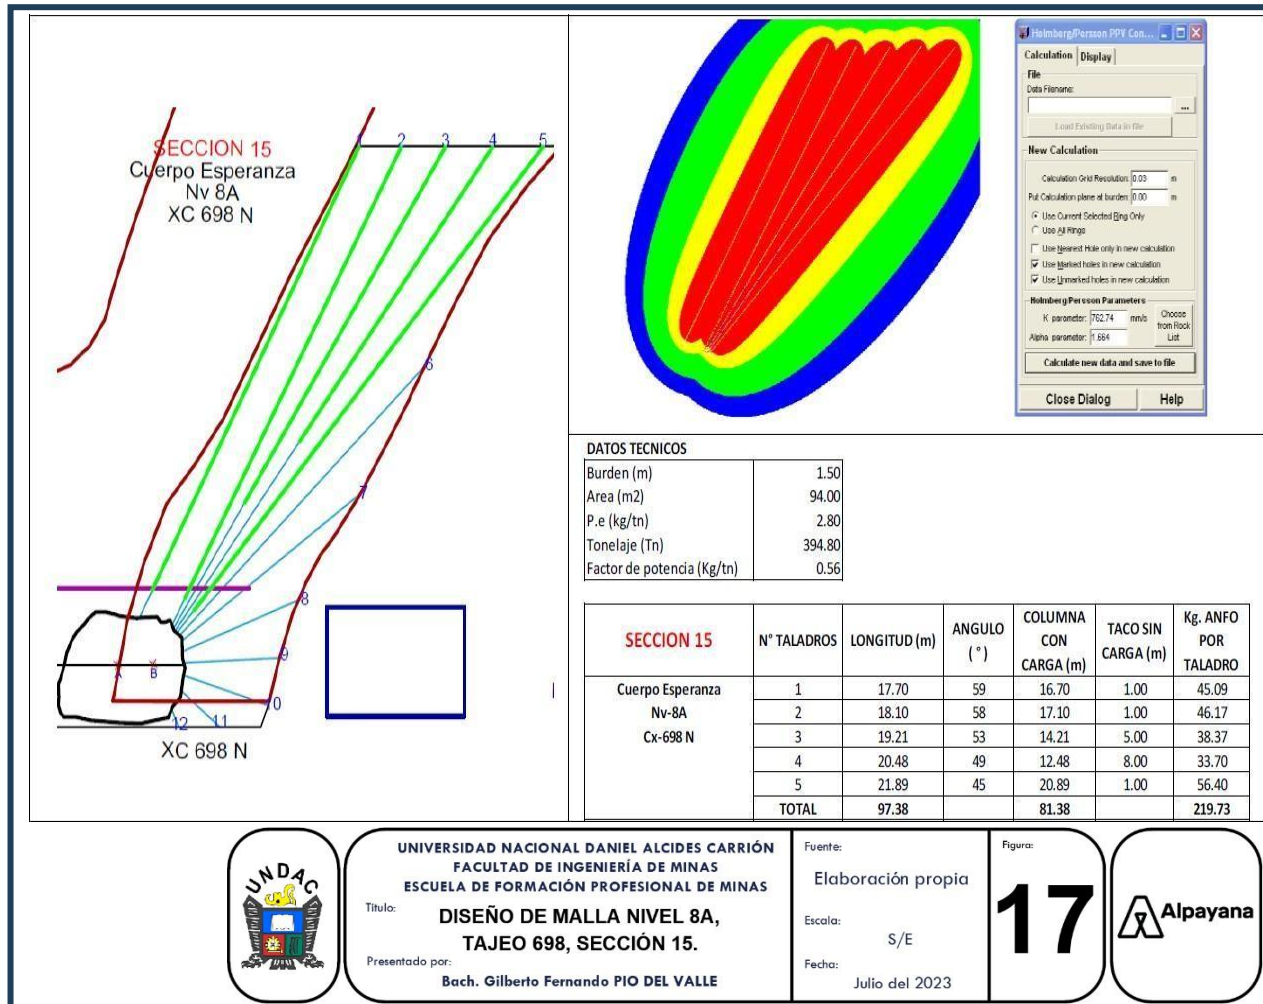 SECCION 15
Cuerpo Esperanza
Nv 8A
XC 698 N
1 2 3 4 5
6
7
8
9
A B
10
12 11
XC 698 N
Holmberg/Persson PPV Con...
Calculation Display
File
Data Filename:
...
Load Existing Data in file
New Calculation
Calculation Grid Resolution: 0.03 m
Put Calculation plane at burden: 0.00 m
Use Current Selected Ring Only
Use All Rings
Use Nearest Hole only in new calculation
Use Marked holes in new calculation
Use Unmarked holes in new calculation
Holmberg/Persson Parameters
K parameter: 762.74 mm/s
Alpha parameter: 1.664
Choose from Rock List
Calculate new data and save to file
Close Dialog Help
DATOS TECNICOS
Burden (m) 1.50
Area (m2) 94.00
P.e (kg/tn) 2.80
Tonelaje (Tn) 394.80
Factor de potencia (Kg/tn) 0.56
SECCION 15 N° TALADROS LONGITUD (m) ANGULO (°) COLUMNA CON CARGA (m) TACO SIN CARGA (m) Kg. ANFO POR TALADRO
Cuerpo Esperanza 1 17.70 59 16.70 1.00 45.09
Nv-8A 2 18.10 58 17.10 1.00 46.17
Cx-698 N 3 19.21 53 14.21 5.00 38.37
4 20.48 49 12.48 8.00 33.70
5 21.89 45 20.89 1.00 56.40
TOTAL 97.38 81.38 219.73
UNDAC
UNIVERSIDAD NACIONAL DANIEL ALCIDES CARRIÓN
FACULTAD DE INGENIERÍA DE MINAS
ESCUELA DE FORMACIÓN PROFESIONAL DE MINAS
Titulo:
DISEÑO DE MALLA NIVEL 8A,
TAJEO 698, SECCIÓN 15.
Presentado por:
Bach. Gilberto Fernando PIO DEL VALLE
Fuente:
Elaboración propia
Escala:
S/E
Fecha:
Julio del 2023
Figura:
17
Alpayana